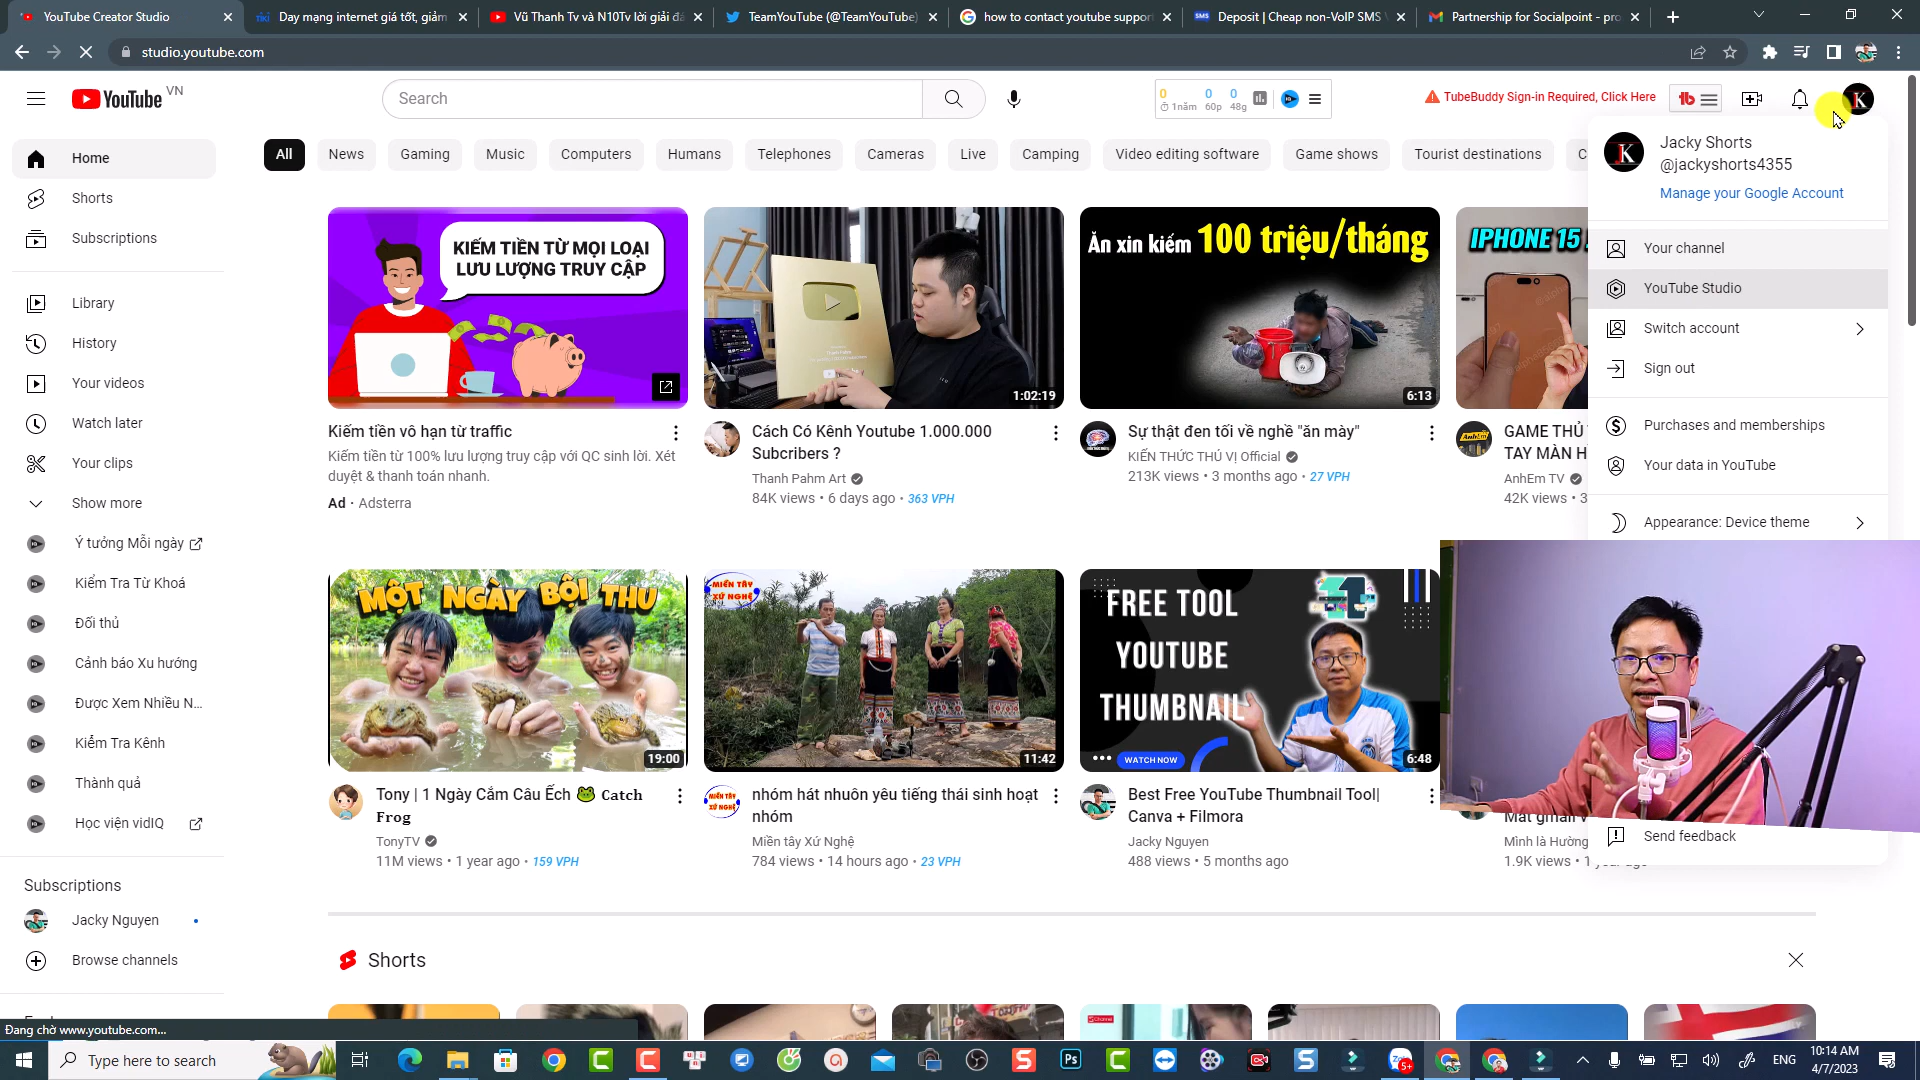 YouTube Creator Studio
Day mạng internet giá tốt, giảm
Vũ Thanh Tv và N10Tv lời giải đá
TeamYouTube (@TeamYouTube)
how to contact youtube support
Deposit | Cheap non-VoIP SMS
Partnership for Socialpoint - pro
studio.youtube.com
YouTube VN
Search
0 0 0
1năm 60p 48g
TubeBuddy Sign-in Required, Click Here
All
News
Gaming
Music
Computers
Humans
Telephones
Cameras
Live
Camping
Video editing software
Game shows
Tourist destinations
Home
Shorts
Subscriptions
Library
History
Your videos
Watch later
Your clips
Show more
Ý tưởng Mỗi ngày
Kiểm Tra Từ Khoá
Đối thủ
Cảnh báo Xu hướng
Được Xem Nhiều N...
Kiểm Tra Kênh
Thành quả
Học viện vidIQ
Subscriptions
Jacky Nguyen
Browse channels
KIẾM TIỀN TỪ MỌI LOẠI
LƯU LƯỢNG TRUY CẬP
Kiếm tiền vô hạn từ traffic
Kiếm tiền từ 100% lưu lượng truy cập với QC sinh lời. Xét
duyệt & thanh toán nhanh.
Ad · Adsterra
1:02:19
Cách Có Kênh Youtube 1.000.000
Subcribers ?
Thanh Pahm Art
84K views • 6 days ago • 363 VPH
Ăn xin kiếm 100 triệu/tháng
6:13
Sự thật đen tối về nghề "ăn mày"
KIẾN THỨC THÚ VỊ Official
213K views • 3 months ago • 27 VPH
IPHONE 15
GAME THỦ
TAY MÀN H
AnhEm TV
42K views • 3
MỘT NGÀY BỘI THU
19:00
Tony | 1 Ngày Cắm Câu Ếch 🐸 Catch
Frog
TonyTV
11M views • 1 year ago • 159 VPH
MIỀN TÂY
XỨ NGHỆ
11:42
nhóm hát nhuôn yêu tiếng thái sinh hoạt
nhóm
Miền tây Xứ Nghệ
784 views • 14 hours ago • 23 VPH
FREE TOOL
YOUTUBE
THUMBNAIL
WATCH NOW
6:48
Best Free YouTube Thumbnail Tool|
Canva + Filmora
Jacky Nguyen
488 views • 5 months ago
Mất gmail v
Mình là Hường
1.9K views • 1 year ago
Jacky Shorts
@jackyshorts4355
Manage your Google Account
Your channel
YouTube Studio
Switch account
Sign out
Purchases and memberships
Your data in YouTube
Appearance: Device theme
Send feedback
Shorts
Đang chờ www.youtube.com...
Type here to search
ENG
10:14 AM
4/7/2023